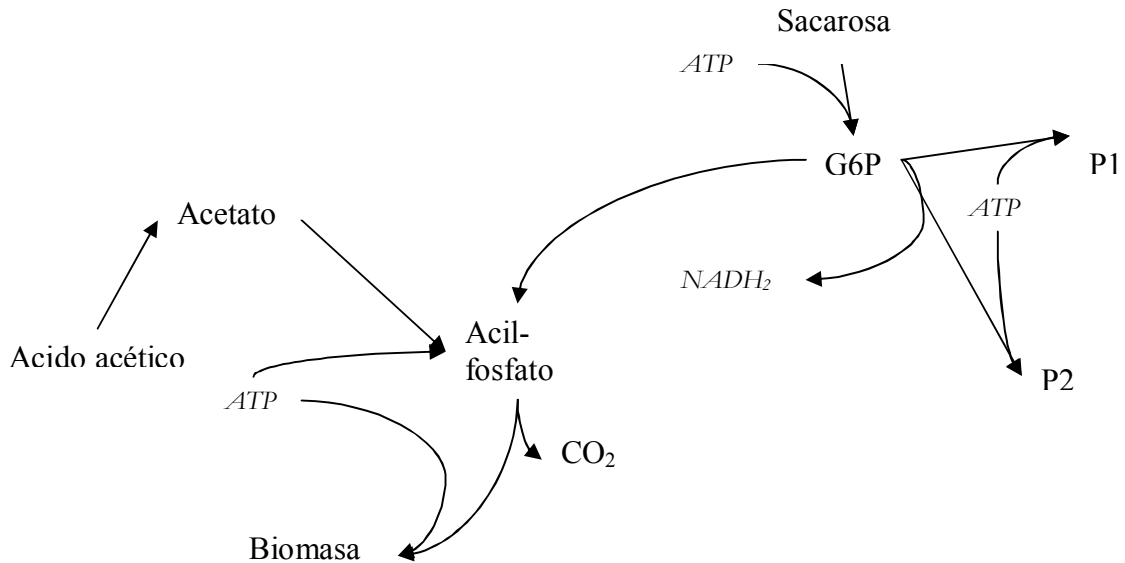 Sacarosa
ATP
G6P
P1
Acetato
ATP
NADH₂
Acido acético
Acil-
fosfato
P2
ATP
CO₂
Biomasa